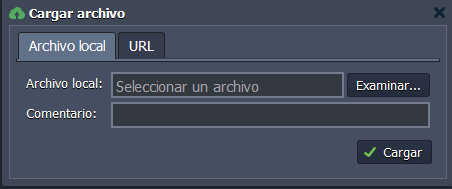 Cargar archivo
Archivo local URL
Archivo local: Seleccionar un archivo Examinar...
Comentario:
Cargar